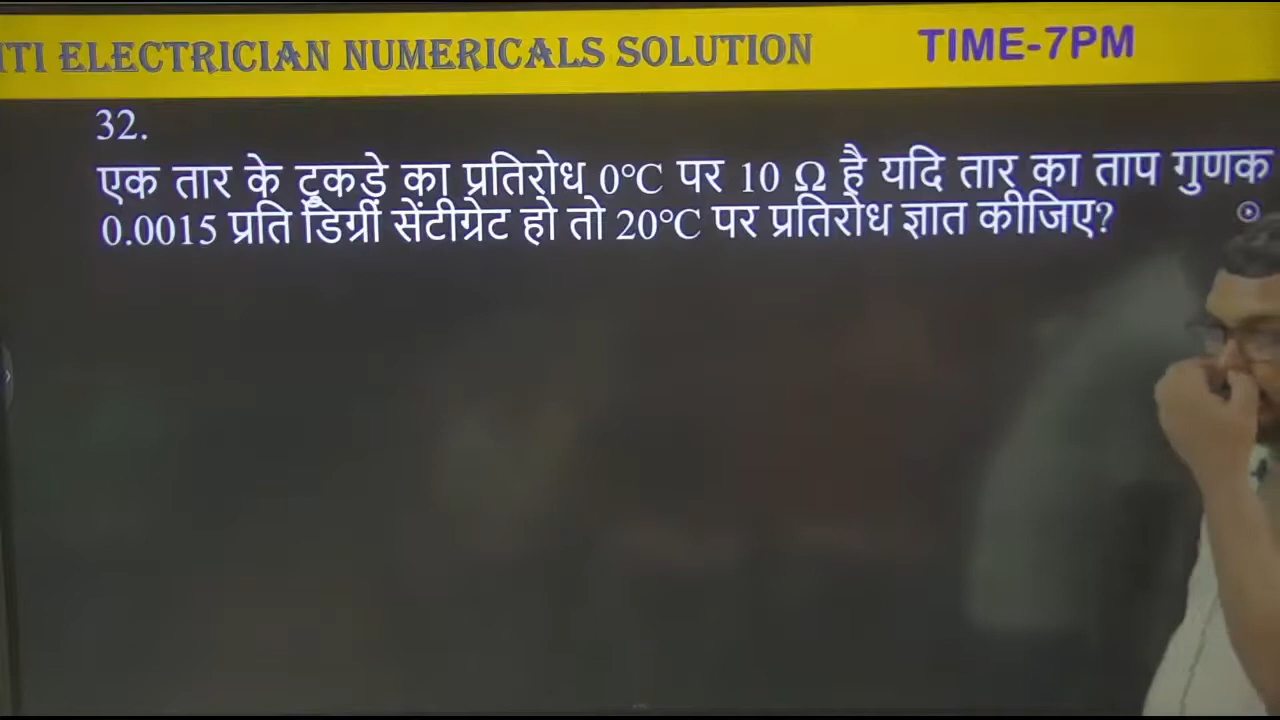 ITI ELECTRICIAN NUMERICALS SOLUTION TIME-7PM
32.
एक तार के टुकड़े का प्रतिरोध 0°C पर 10 Ω है यदि तार का ताप गुणक
0.0015 प्रति डिग्री सेंटीग्रेट हो तो 20°C पर प्रतिरोध ज्ञात कीजिए?